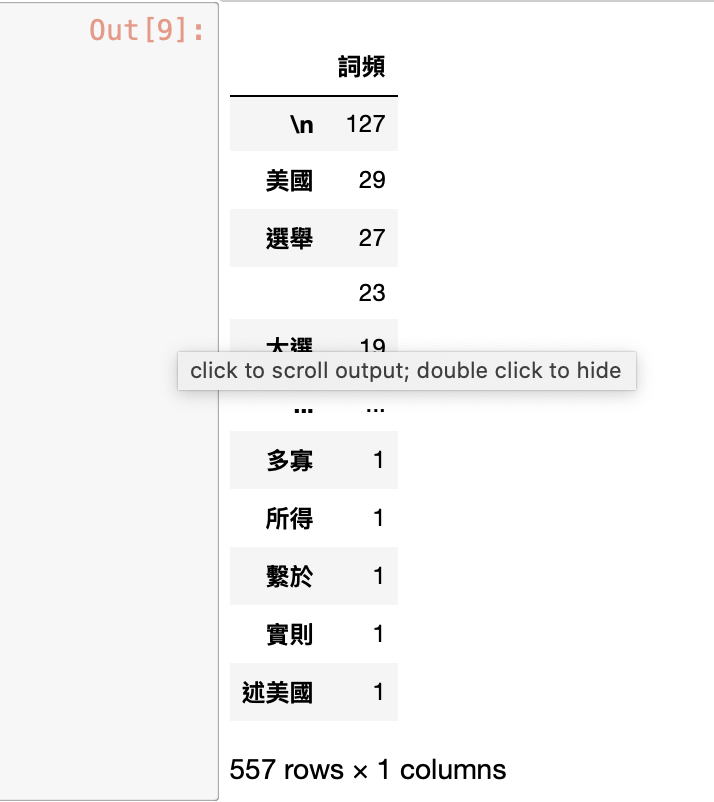 Out[9]:
詞頻
\n 127
美國 29
選舉 27
23
大選 19
click to scroll output; double click to hide
... ...
多寡 1
所得 1
繫於 1
實則 1
述美國 1
557 rows × 1 columns